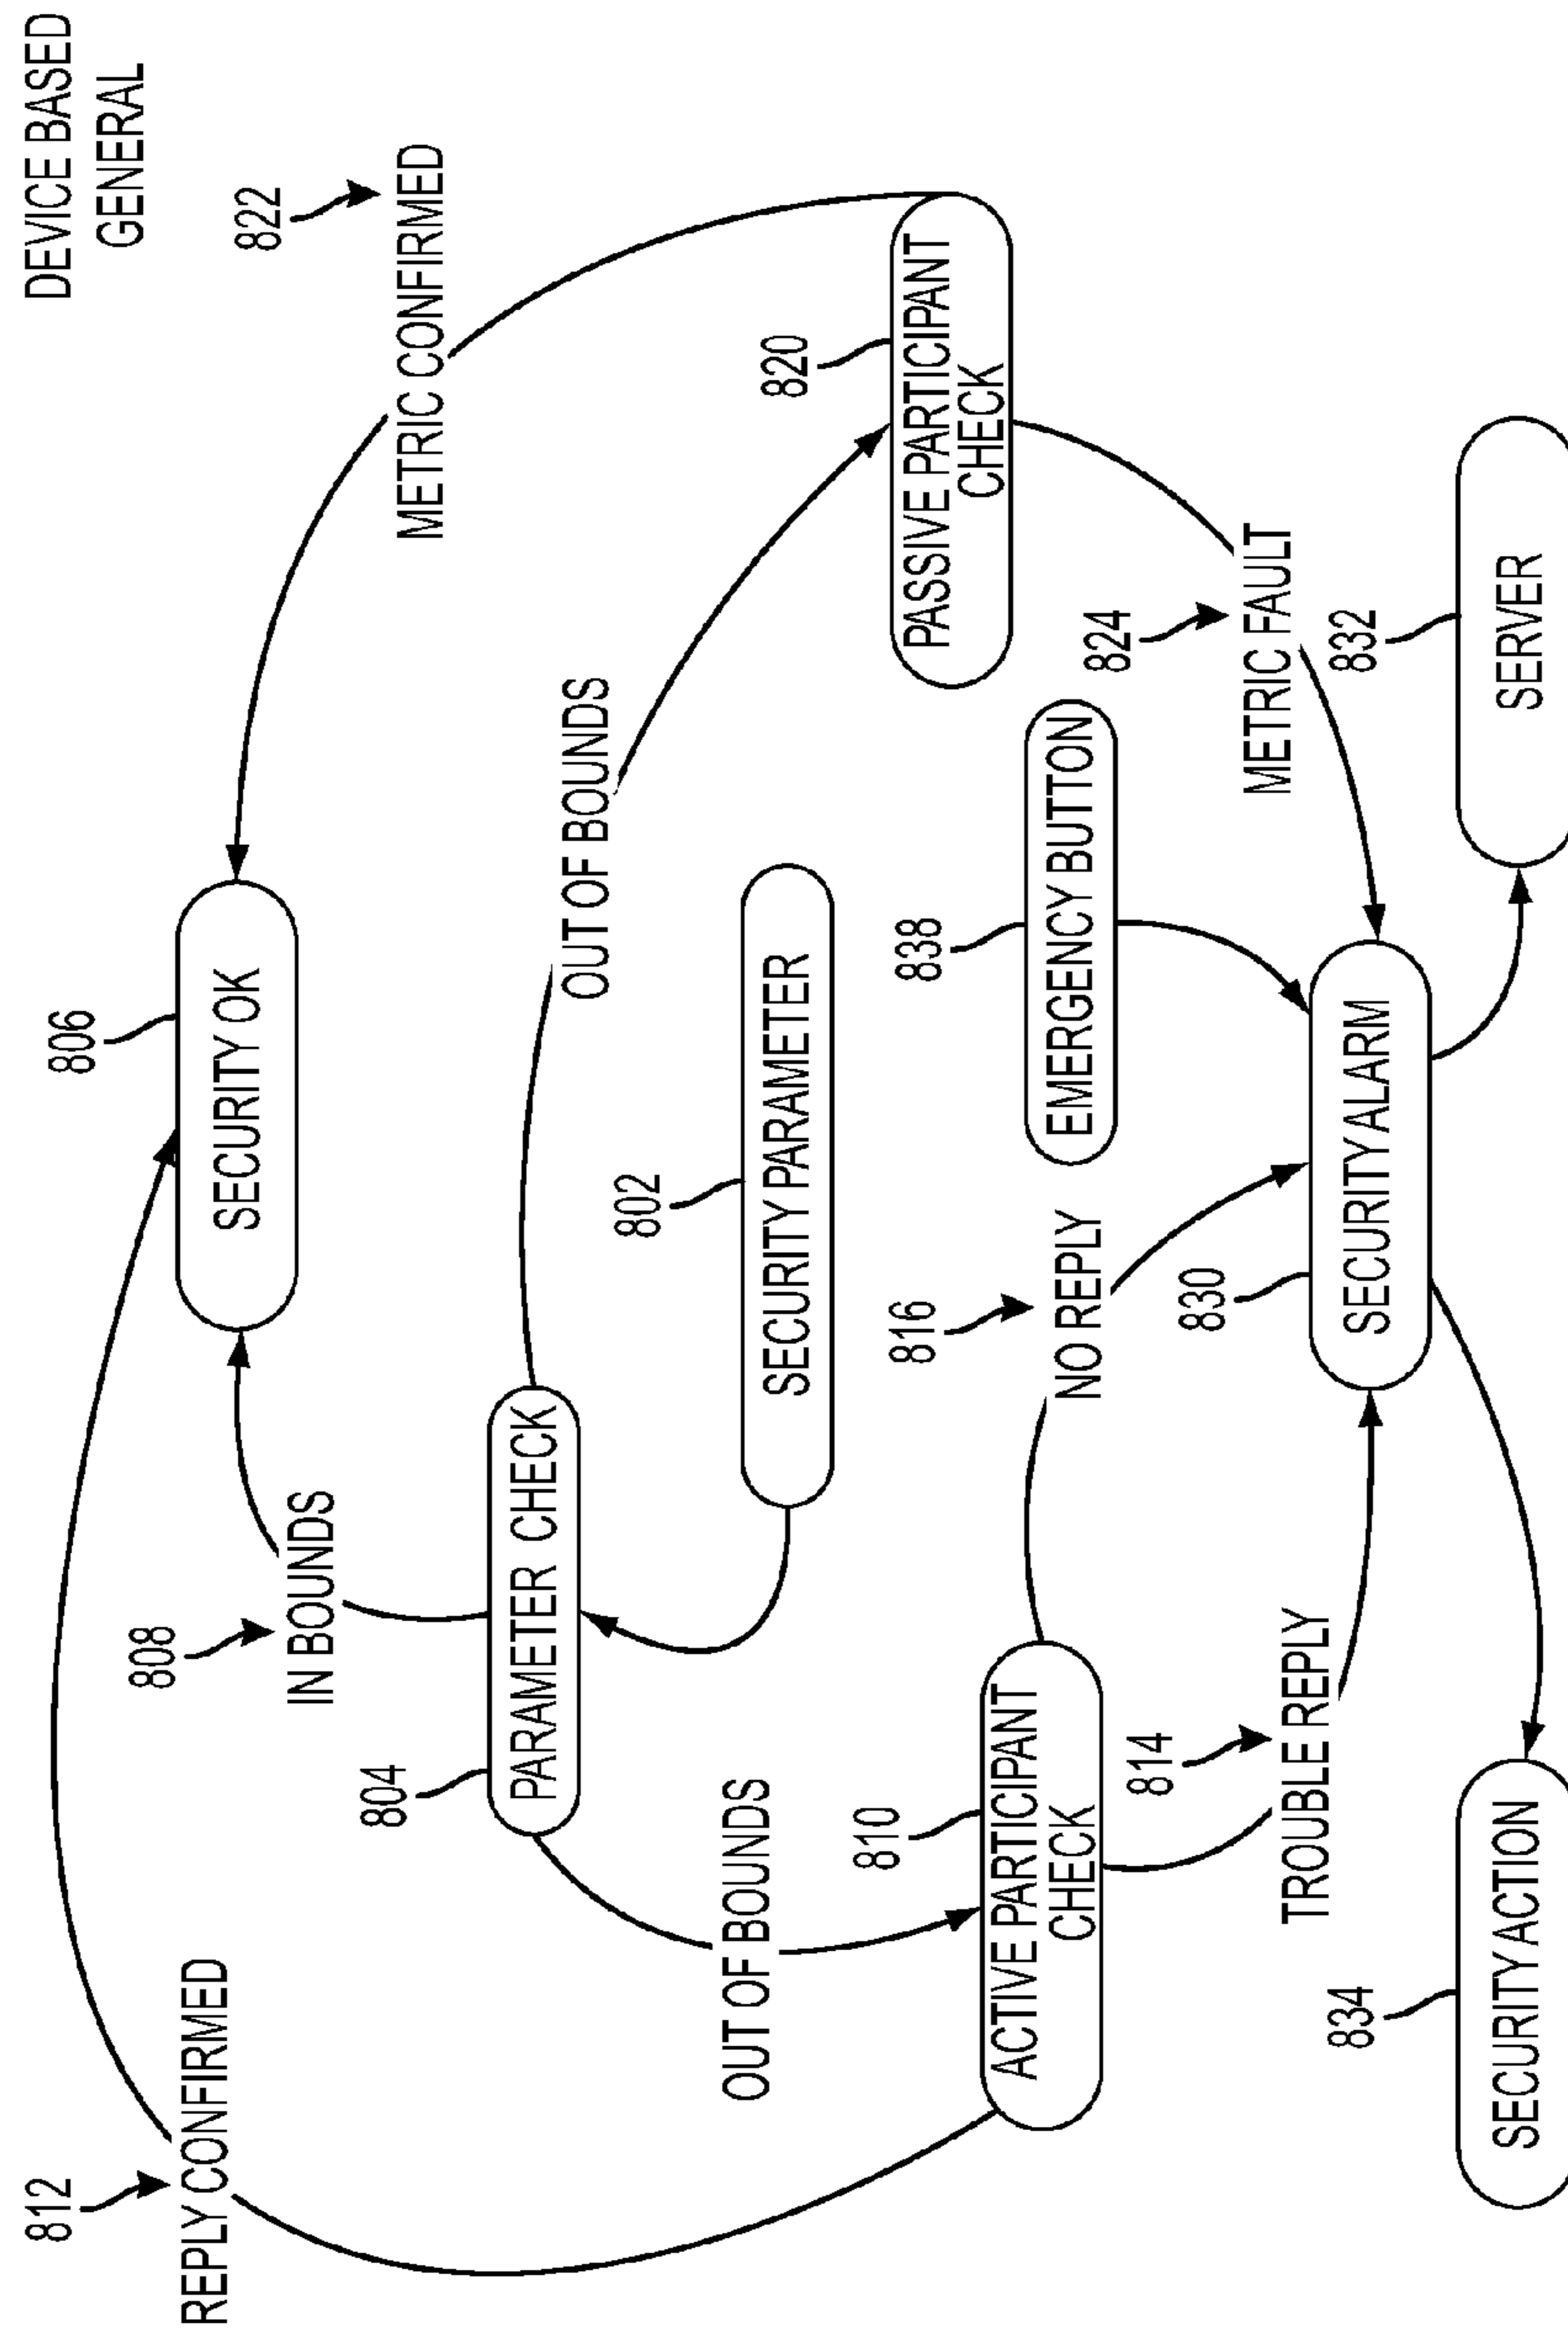 DEVICE BASED
GENERAL
812
REPLY CONFIRMED
806
SECURITY OK
822
METRIC CONFIRMED
808
IN BOUNDS
804
PARAMETER CHECK
OUT OF BOUNDS
802
SECURITY PARAMETER
OUT OF BOUNDS
820
PASSIVE PARTICIPANT
CHECK
810
ACTIVE PARTICIPANT
CHECK
816
NO REPLY
838
EMERGENCY BUTTON
824
METRIC FAULT
814
TROUBLE REPLY
830
SECURITY ALARM
832
SERVER
834
SECURITY ACTION